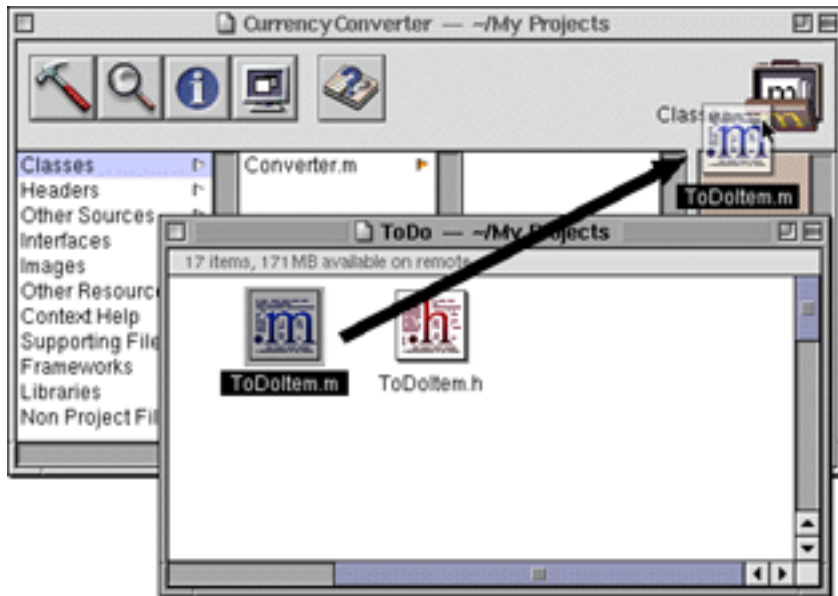 CurrencyConverter — ~/My Projects
m
Class
.m
ToDoItem.m
Classes
Converter.m
Headers
Other Sources
Interfaces
Images
Other Resourc
Context Help
Supporting File
Frameworks
Libraries
Non Project Fil
ToDo — ~/My Projects
17 items, 171 MB available on remote
.m
.h
ToDoItem.m
ToDoItem.h